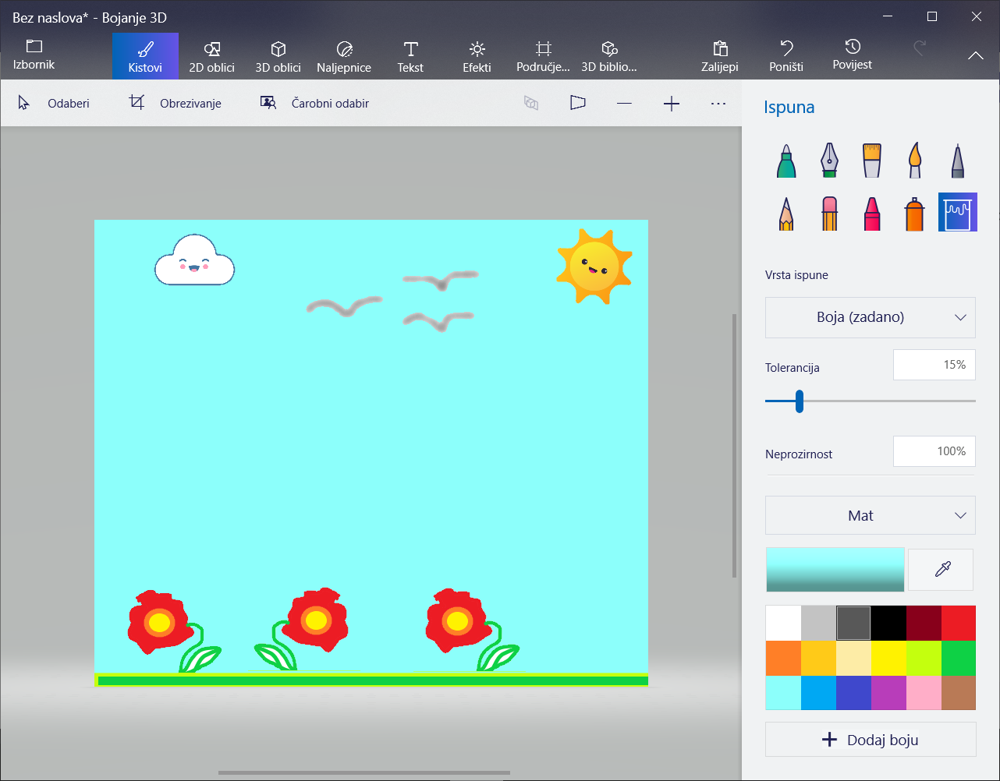 Bez naslova* - Bojanje 3D
Izbornik
Kistovi
2D oblici
3D oblici
Naljepnice
Tekst
Efekti
Područje...
3D biblio...
Zalijepi
Poništi
Povijest
Odaberi
Obrezivanje
Čarobni odabir
Ispuna
Vrsta ispune
Boja (zadano)
Tolerancija
15%
Neprozirnost
100%
Mat
Dodaj boju